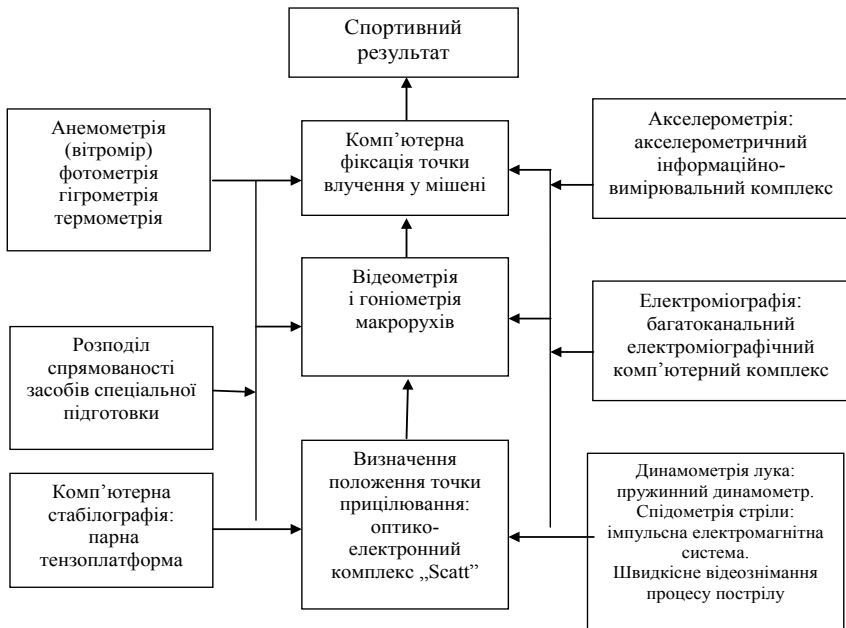 Спортивний
результат
Анемометрія
(вітромір)
фотометрія
гігрометрія
термометрія
Комп’ютерна
фіксація точки
влучення у мішені
Акселерометрія:
акселерометричний
інформаційно-
вимірювальний комплекс
Відеометрія
і гоніометрія
макрорухів
Електроміографія:
багатоканальний
електроміографічний
комп’ютерний комплекс
Розподіл
спрямованості
засобів спеціальної
підготовки
Комп’ютерна
стабілографія:
парна
тензоплатформа
Визначення
положення точки
прицілювання:
оптико-
електронний
комплекс „Scatt”
Динамометрія лука:
пружинний динамометр.
Спідометрія стріли:
імпульсна електромагнітна
система.
Швидкісне відеознімання
процесу пострілу